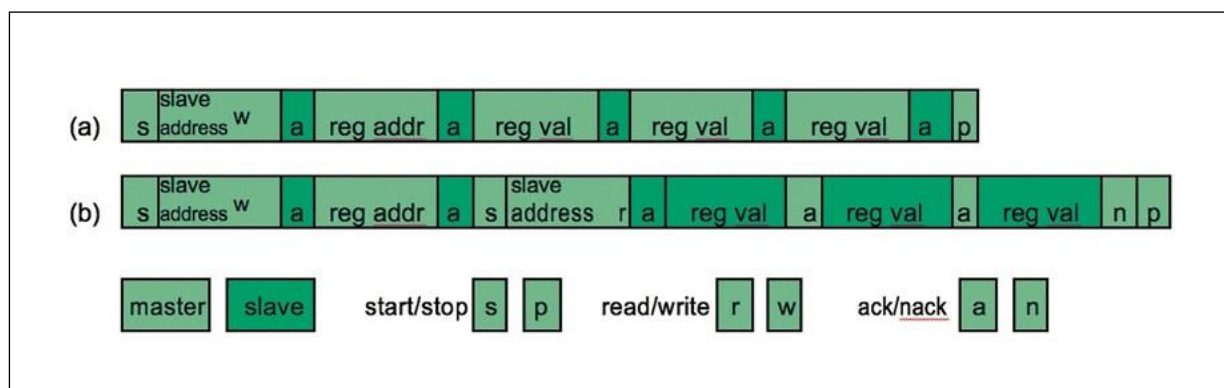 (a) s slave address w a reg addr a reg val a reg val a reg val a p
(b) s slave address w a reg addr a s slave address r a reg val a reg val a reg val n p
master slave start/stop s p read/write r w ack/nack a n